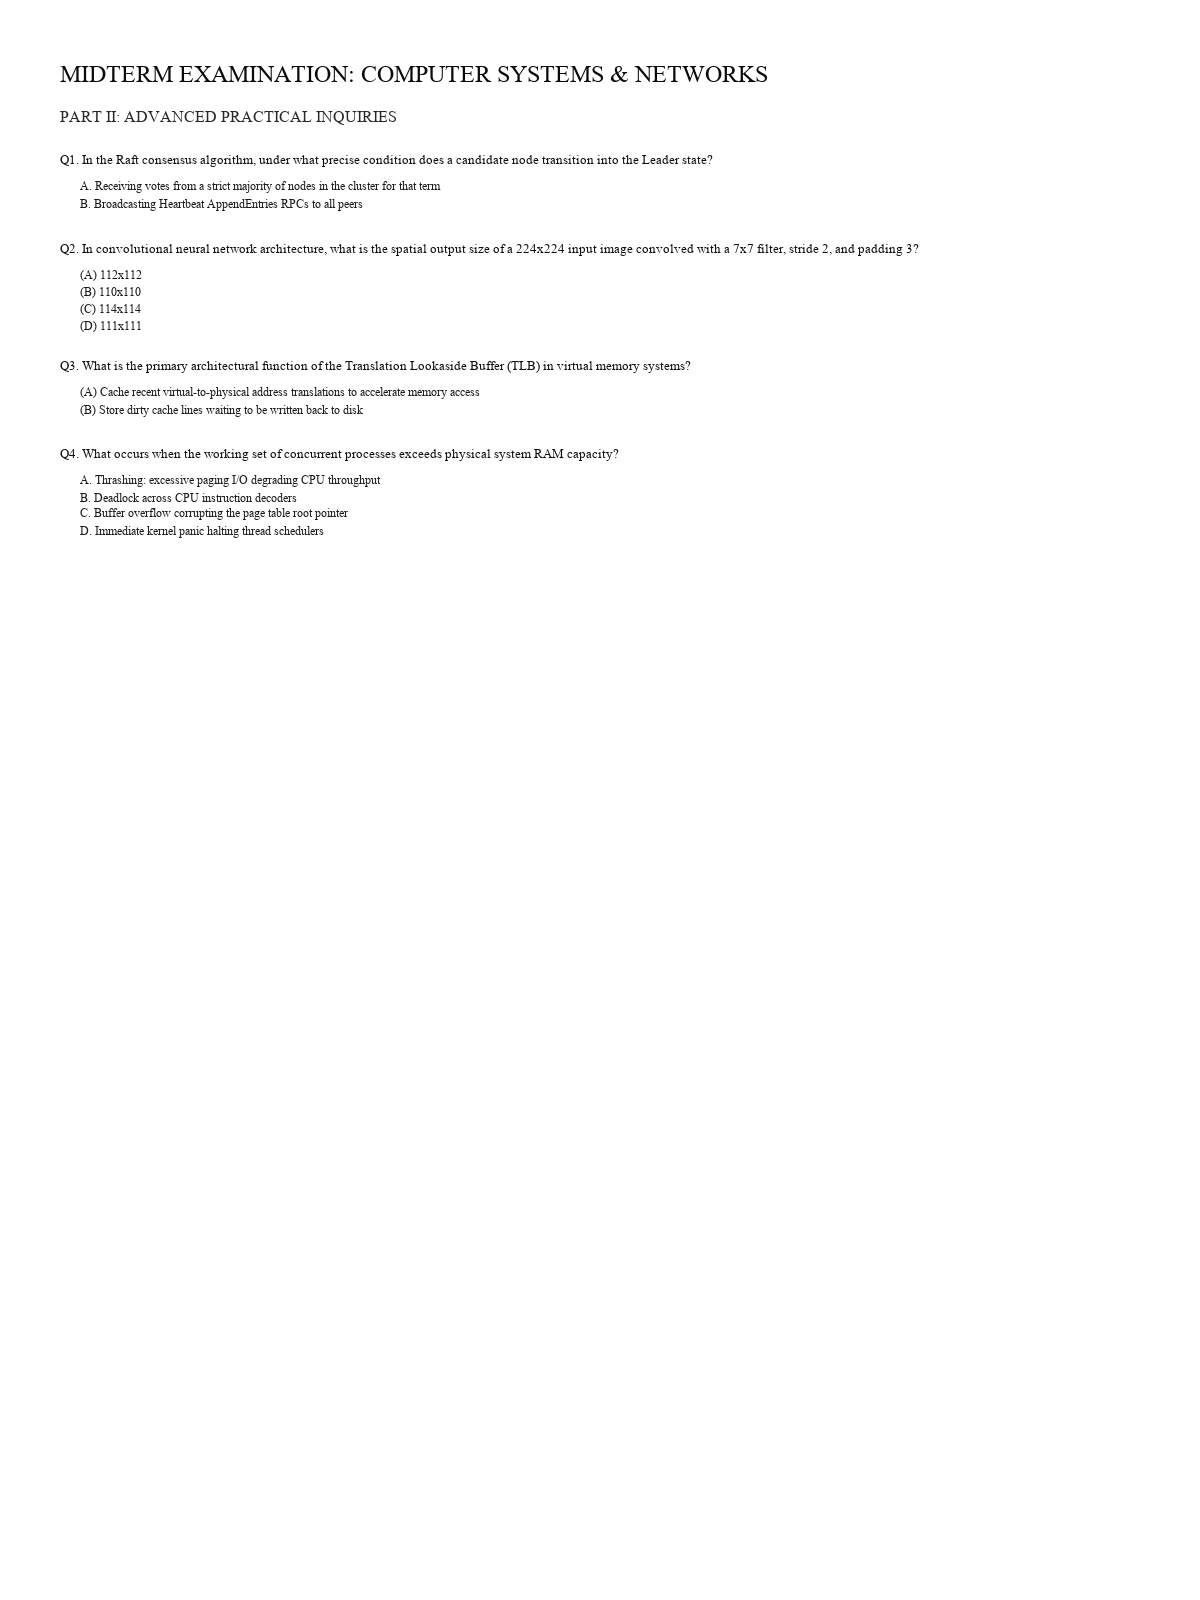 MIDTERM EXAMINATION: COMPUTER SYSTEMS & NETWORKS
PART II: ADVANCED PRACTICAL INQUIRIES
Q1. In the Raft consensus algorithm, under what precise condition does a candidate node transition into the Leader state?
A. Receiving votes from a strict majority of nodes in the cluster for that term
B. Broadcasting Heartbeat AppendEntries RPCs to all peers
Q2. In convolutional neural network architecture, what is the spatial output size of a 224x224 input image convolved with a 7x7 filter, stride 2, and padding 3?
(A) 112x112
(B) 110x110
(C) 114x114
(D) 111x111
Q3. What is the primary architectural function of the Translation Lookaside Buffer (TLB) in virtual memory systems?
(A) Cache recent virtual-to-physical address translations to accelerate memory access
(B) Store dirty cache lines waiting to be written back to disk
Q4. What occurs when the working set of concurrent processes exceeds physical system RAM capacity?
A. Thrashing: excessive paging I/O degrading CPU throughput
B. Deadlock across CPU instruction decoders
C. Buffer overflow corrupting the page table root pointer
D. Immediate kernel panic halting thread schedulers